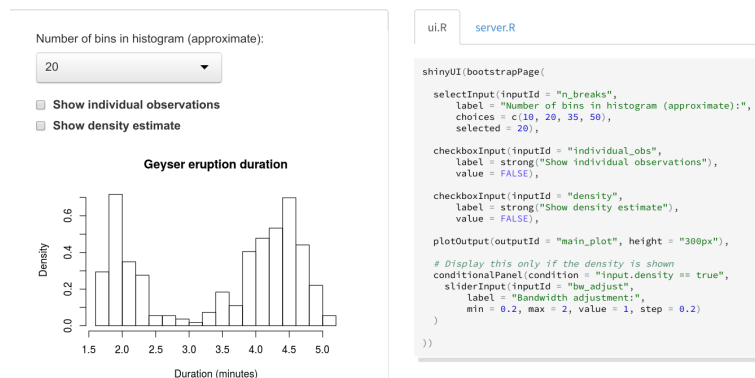 Number of bins in histogram (approximate):
20
Show individual observations
Show density estimate
Geyser eruption duration
Density
0.0 0.2 0.4 0.6
1.5 2.0 2.5 3.0 3.5 4.0 4.5 5.0
Duration (minutes)
ui.R server.R
shinyUI(bootstrapPage(
  selectInput(inputId = "n_breaks",
      label = "Number of bins in histogram (approximate):",
      choices = c(10, 20, 35, 50),
      selected = 20),
  checkboxInput(inputId = "individual_obs",
      label = strong("Show individual observations"),
      value = FALSE),
  checkboxInput(inputId = "density",
      label = strong("Show density estimate"),
      value = FALSE),
  plotOutput(outputId = "main_plot", height = "300px"),
  # Display this only if the density is shown
  conditionalPanel(condition = "input.density == true",
    sliderInput(inputId = "bw_adjust",
        label = "Bandwidth adjustment:",
        min = 0.2, max = 2, value = 1, step = 0.2)
  )
))